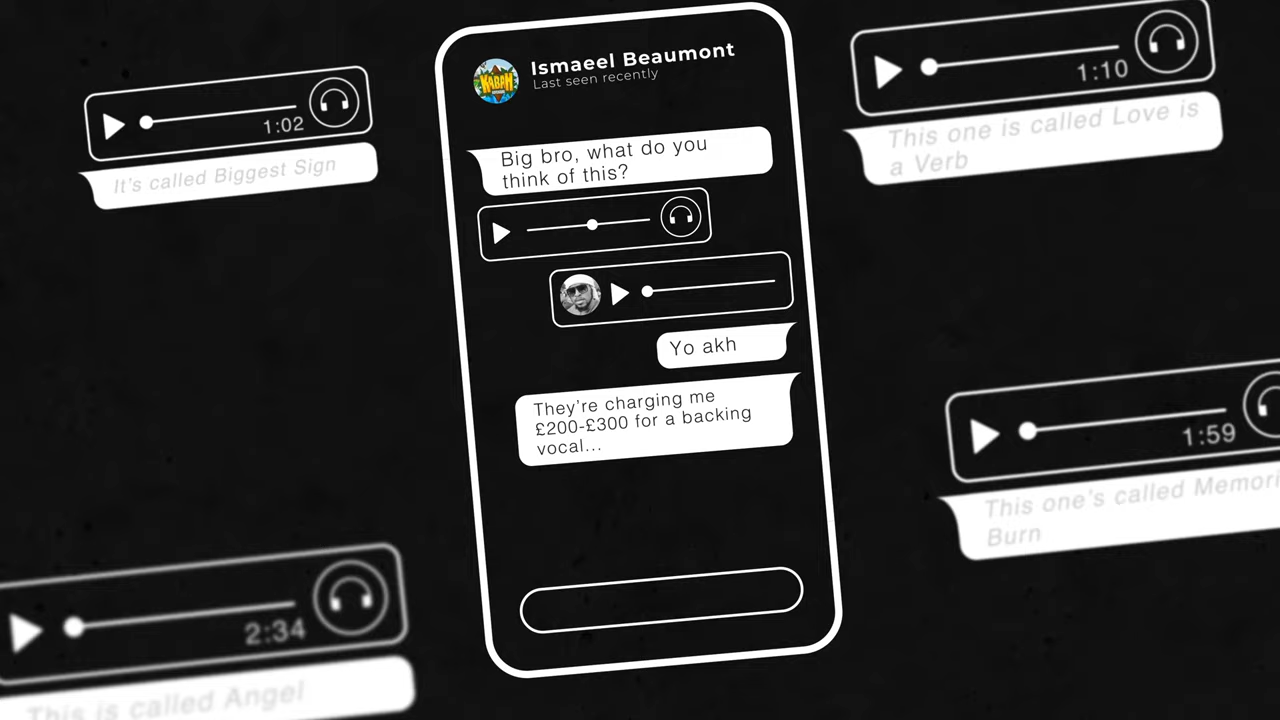 Ismaeel Beaumont
Last seen recently
KABAH
Big bro, what do you
think of this?
Yo akh
They're charging me
£200-£300 for a backing
vocal...
1:02
It's called Biggest Sign
1:10
This one is called Love is
a Verb
1:59
This one's called
Burn
2:34
This is called Angel